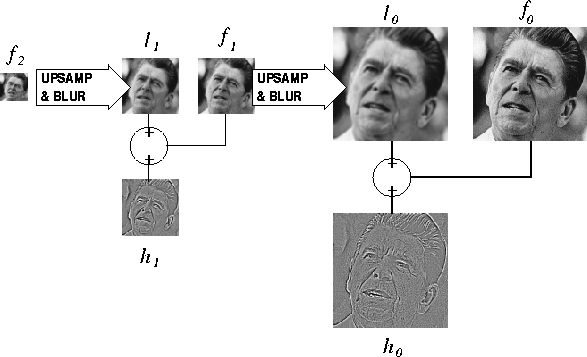 f2
l1
f1
l0
f0
UPSAMP
& BLUR
UPSAMP
& BLUR
+
+
+
+
h1
h0